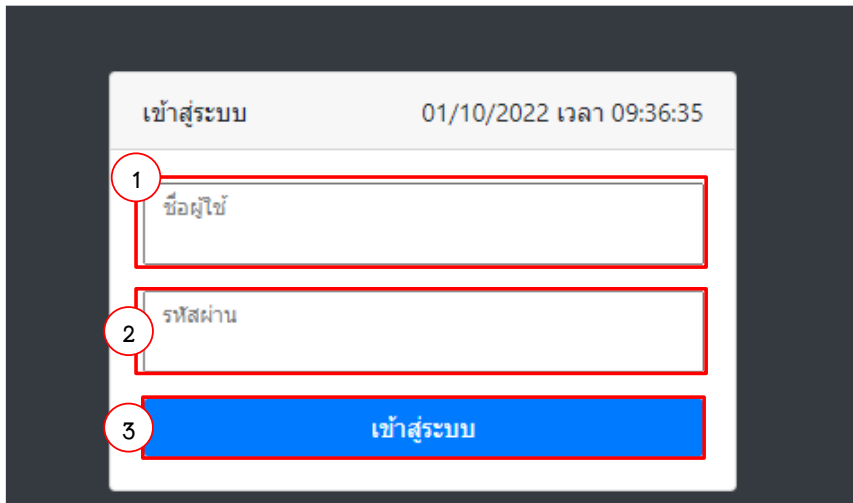 เข้าสู่ระบบ 01/10/2022 เวลา 09:36:35
1
ชื่อผู้ใช้
2
รหัสผ่าน
3 เข้าสู่ระบบ